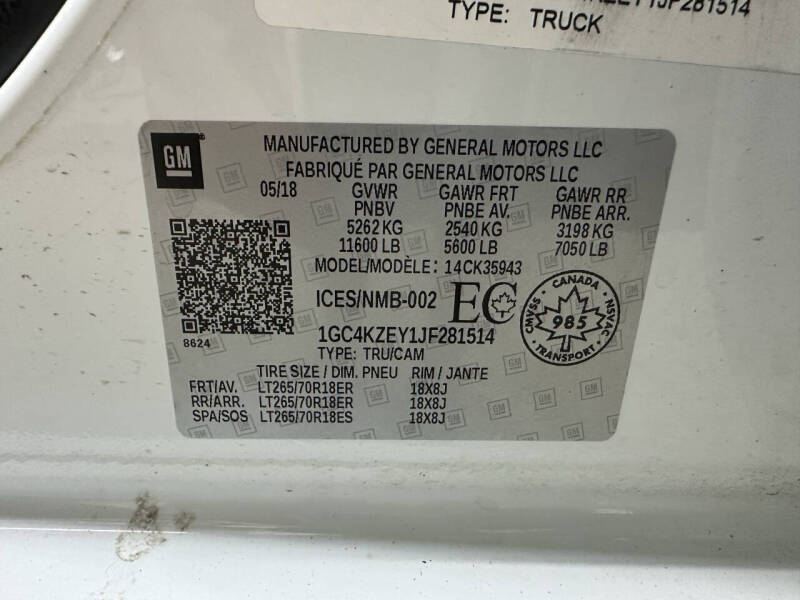 1JF281514
TYPE: TRUCK
GM
MANUFACTURED BY GENERAL MOTORS LLC
FABRIQUÉ PAR GENERAL MOTORS LLC
05/18 GVWR GAWR FRT GAWR RR
PNBV PNBE AV. PNBE ARR.
5262 KG 2540 KG 3198 KG
11600 LB 5600 LB 7050 LB
MODEL/MODÈLE: 14CK35943
ICES/NMB-002 EC
CANADA
CMVSS 985 NSVAC
TRANSPORT
8624
1GC4KZEY1JF281514
TYPE: TRU/CAM
TIRE SIZE / DIM. PNEU RIM / JANTE
FRT/AV. LT265/70R18ER 18X8J
RR/ARR. LT265/70R18ER 18X8J
SPA/SOS LT265/70R18ES 18X8J